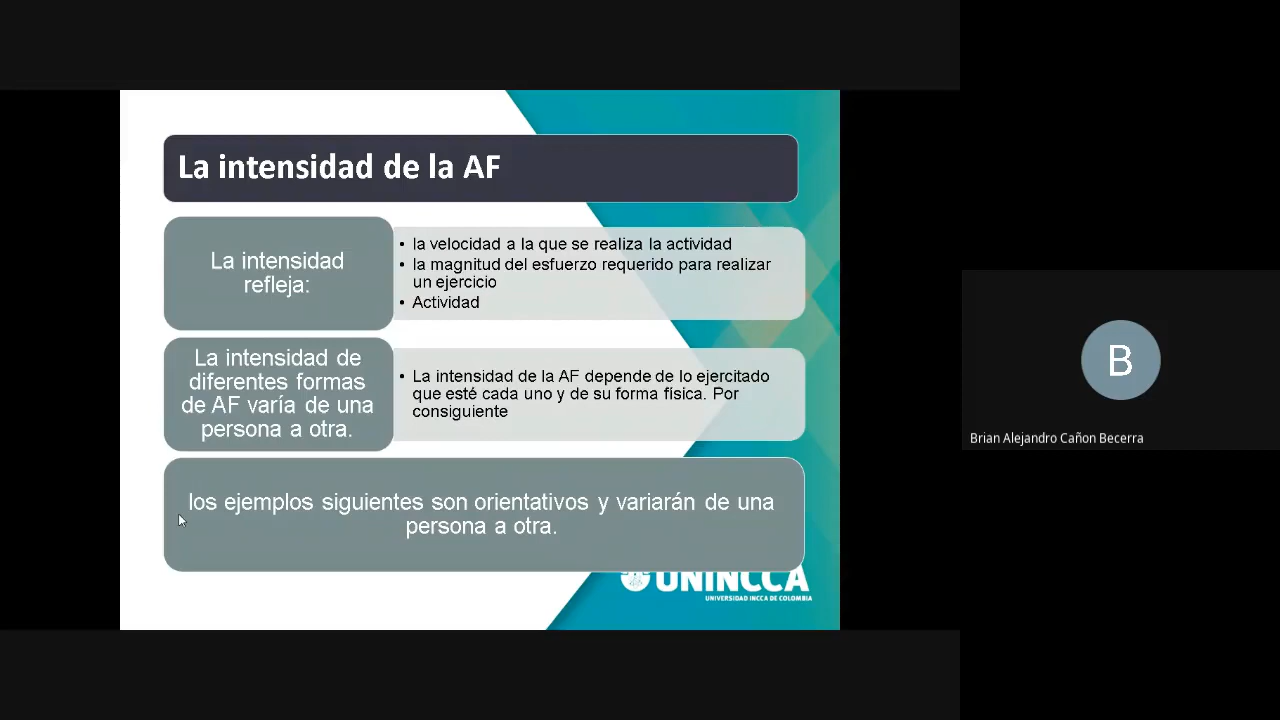 La intensidad de la AF
La intensidad
refleja:
• la velocidad a la que se realiza la actividad
• la magnitud del esfuerzo requerido para realizar
un ejercicio
• Actividad
La intensidad de
diferentes formas
de AF varía de una
persona a otra.
• La intensidad de la AF depende de lo ejercitado
que esté cada uno y de su forma física. Por
consiguiente
los ejemplos siguientes son orientativos y variarán de una
persona a otra.
UNINCCA
UNIVERSIDAD INCCA DE COLOMBIA
B
Brian Alejandro Cañon Becerra